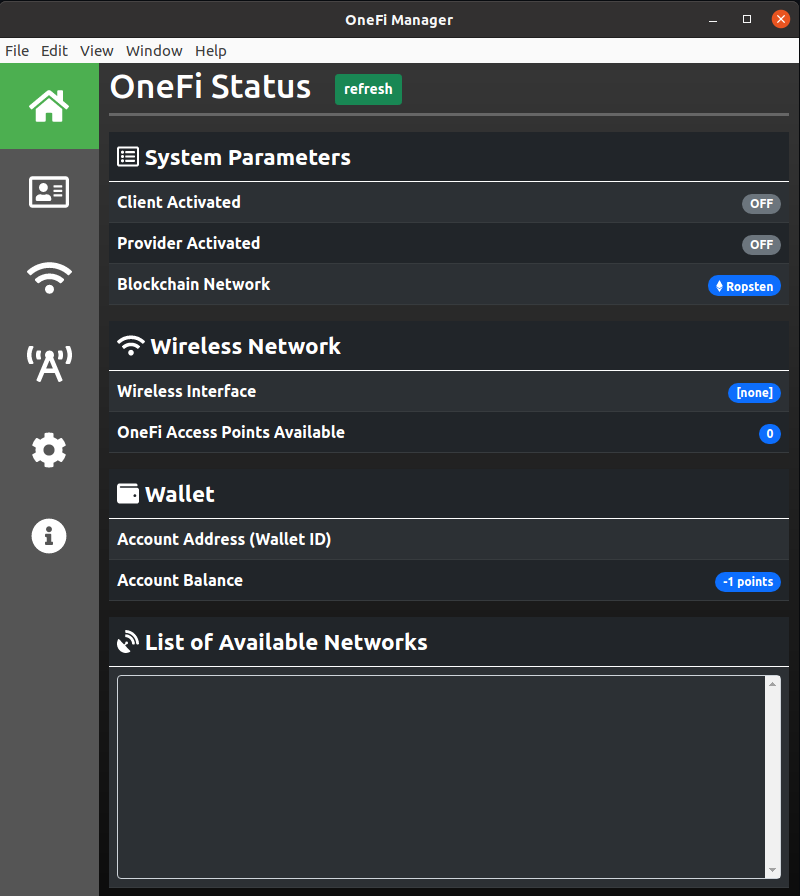 OneFi Manager
File Edit View Window Help
OneFi Status refresh
System Parameters
Client Activated OFF
Provider Activated OFF
Blockchain Network Ropsten
Wireless Network
Wireless Interface [none]
OneFi Access Points Available 0
Wallet
Account Address (Wallet ID)
Account Balance -1 points
List of Available Networks